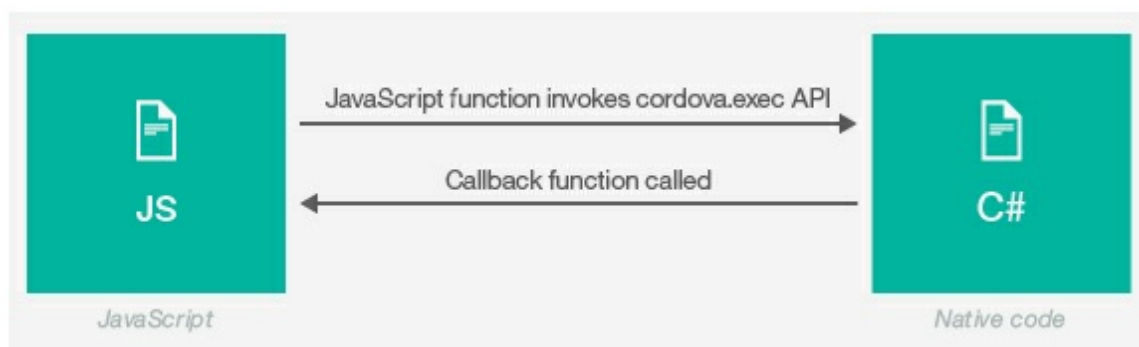 JavaScript function invokes cordova.exec API
Callback function called
JS
C#
JavaScript
Native code